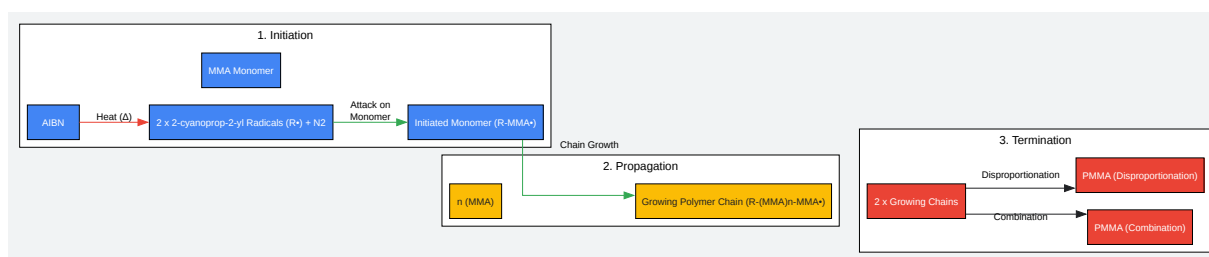 1. Initiation
MMA Monomer
AIBN
Heat (Δ)
2 x 2-cyanoprop-2-yl Radicals (R•) + N2
Attack on
Monomer
Initiated Monomer (R-MMA•)
Chain Growth
2. Propagation
n (MMA)
Growing Polymer Chain (R-(MMA)n-MMA•)
3. Termination
2 x Growing Chains
Disproportionation
PMMA (Disproportionation)
Combination
PMMA (Combination)